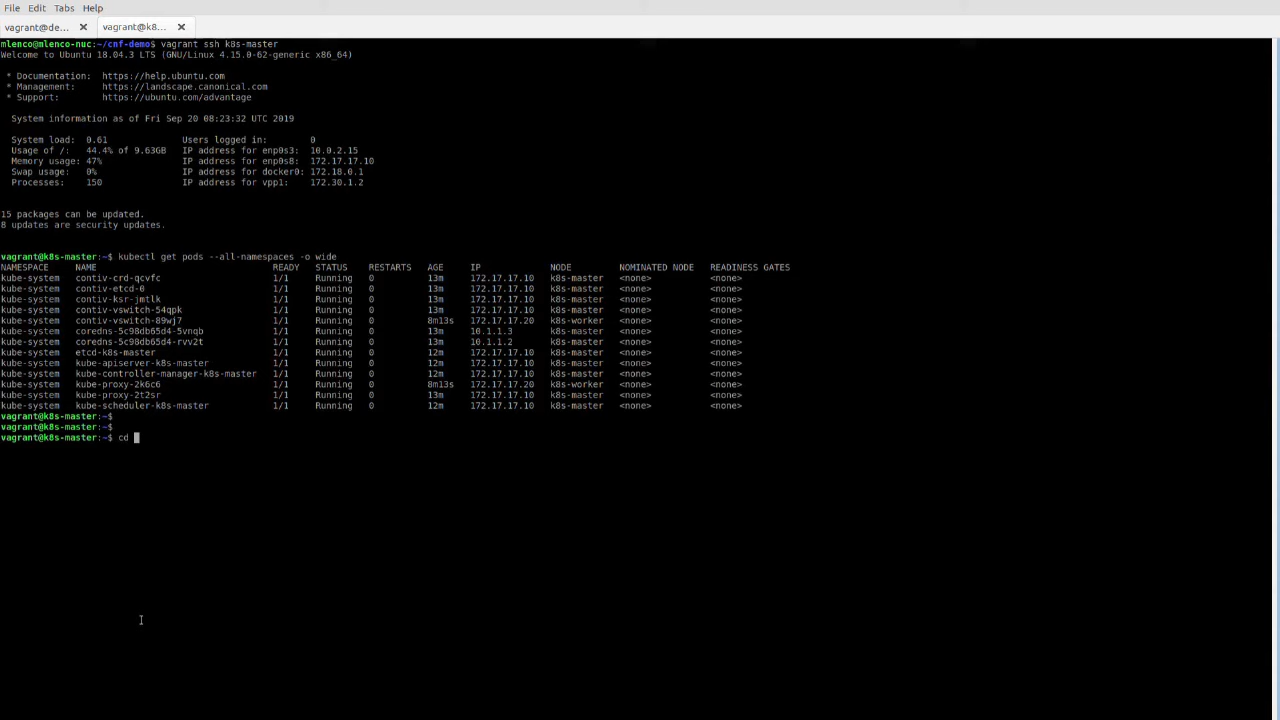 File Edit Tabs Help
vagrant@de... vagrant@k8...
mlenco@mlenco-nuc:~/cnf-demo$ vagrant ssh k8s-master
Welcome to Ubuntu 18.04.3 LTS (GNU/Linux 4.15.0-62-generic x86_64)
* Documentation: https://help.ubuntu.com
* Management: https://landscape.canonical.com
* Support: https://ubuntu.com/advantage
System information as of Fri Sep 20 08:23:32 UTC 2019
System load: 0.61 Users logged in: 0
Usage of /: 44.4% of 9.63GB IP address for enp0s3: 10.0.2.15
Memory usage: 47% IP address for enp0s8: 172.17.17.10
Swap usage: 0% IP address for docker0: 172.18.0.1
Processes: 150 IP address for vpp1: 172.30.1.2
15 packages can be updated.
8 updates are security updates.
vagrant@k8s-master:~$ kubectl get pods --all-namespaces -o wide
NAMESPACE NAME READY STATUS RESTARTS AGE IP NODE NOMINATED NODE READINESS GATES
kube-system contiv-crd-qcvfc 1/1 Running 0 13m 172.17.17.10 k8s-master <none> <none>
kube-system contiv-etcd-0 1/1 Running 0 13m 172.17.17.10 k8s-master <none> <none>
kube-system contiv-ksr-jmtlk 1/1 Running 0 13m 172.17.17.10 k8s-master <none> <none>
kube-system contiv-vswitch-54qpk 1/1 Running 0 13m 172.17.17.10 k8s-master <none> <none>
kube-system contiv-vswitch-89wj7 1/1 Running 0 8m13s 172.17.17.20 k8s-worker <none> <none>
kube-system coredns-5c98db65d4-5vnqb 1/1 Running 0 13m 10.1.1.3 k8s-master <none> <none>
kube-system coredns-5c98db65d4-rvv2t 1/1 Running 0 13m 10.1.1.2 k8s-master <none> <none>
kube-system etcd-k8s-master 1/1 Running 0 12m 172.17.17.10 k8s-master <none> <none>
kube-system kube-apiserver-k8s-master 1/1 Running 0 12m 172.17.17.10 k8s-master <none> <none>
kube-system kube-controller-manager-k8s-master 1/1 Running 0 12m 172.17.17.10 k8s-master <none> <none>
kube-system kube-proxy-2k6c6 1/1 Running 0 8m13s 172.17.17.20 k8s-worker <none> <none>
kube-system kube-proxy-2t2sr 1/1 Running 0 13m 172.17.17.10 k8s-master <none> <none>
kube-system kube-scheduler-k8s-master 1/1 Running 0 12m 172.17.17.10 k8s-master <none> <none>
vagrant@k8s-master:~$
vagrant@k8s-master:~$
vagrant@k8s-master:~$ cd